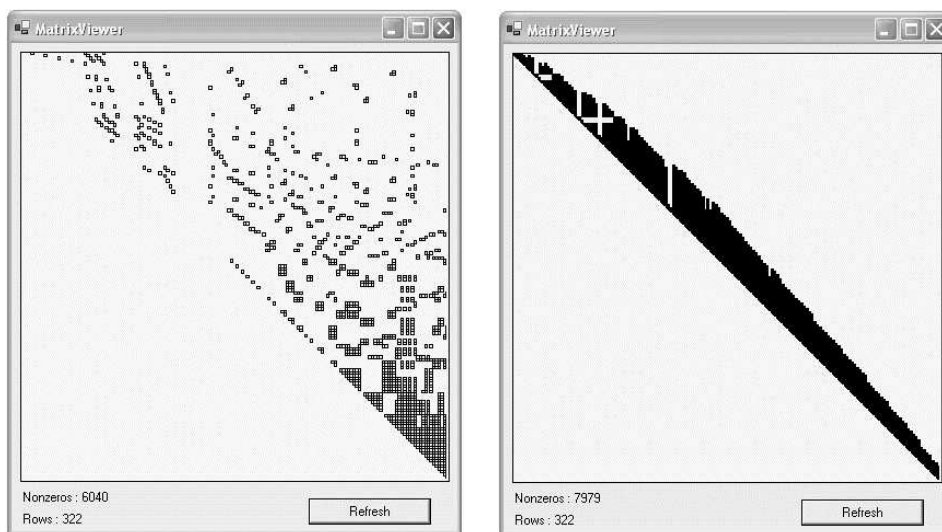 MatrixViewer
Nonzeros : 6040
Rows : 322
Refresh
MatrixViewer
Nonzeros : 7979
Rows : 322
Refresh